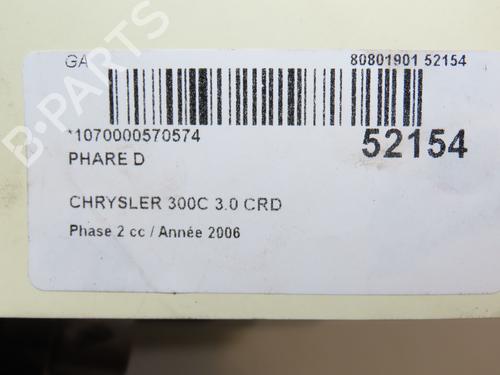 GA 80801901 52154
*1070000570574 52154
PHARE D
CHRYSLER 300C 3.0 CRD
Phase 2 cc / Année 2006
B-PARTS